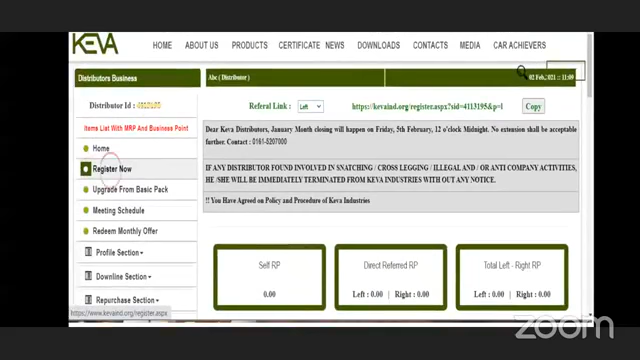 KEVA
HOME ABOUT US PRODUCTS CERTIFICATE NEWS DOWNLOADS CONTACTS MEDIA CAR ACHIEVERS
Distributors Business
Abc ( Distributor )
02 Feb, 021 :: 11:09
Distributor Id :
Items List With MRP And Business Point
Home
Register Now
Upgrade From Basic Pack
Meeting Schedule
Redeem Monthly Offer
Profile Section
Downline Section
Repurchase Section
https://www.kevaind.org/register.aspx
Referal Link : Left https://kevaind.org/register.aspx?sid=4113195&p=l Copy
Dear Keva Distributors, January Month closing will happen on Friday, 5th February, 12 o'clock Midnight. No extension shall be acceptable
further. Contact : 0161-5207000
IF ANY DISTRIBUTOR FOUND INVOLVED IN SNATCHING / CROSS LEGGING / ILLEGAL AND / OR ANTI COMPANY ACTIVITIES,
HE /SHE WILL BE IMMEDIATELY TERMINATED FROM KEVA INDUSTRIES WITH OUT ANY NOTICE.
!! You Have Agreed on Policy and Procedure of Keva Industries
Self RP
0.00
Direct Referred RP
Left : 0.00 | Right : 0.00
Total Left - Right RP
Left : 0.00 | Right : 0.00
zoom